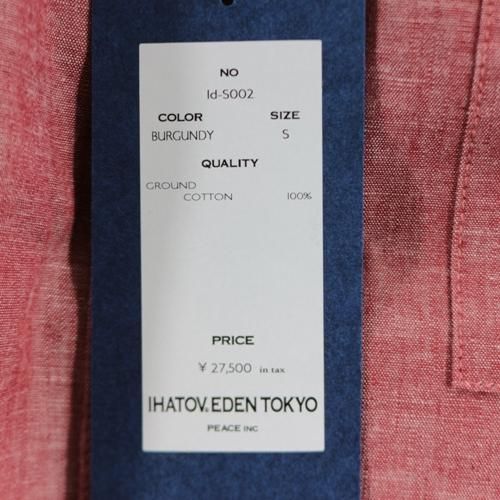 NO
Id-S002
COLOR SIZE
BURGUNDY S
QUALITY
GROUND
COTTON 100%
PRICE
¥ 27,500 in tax
IHATOV, EDEN TOKYO
PEACE INC